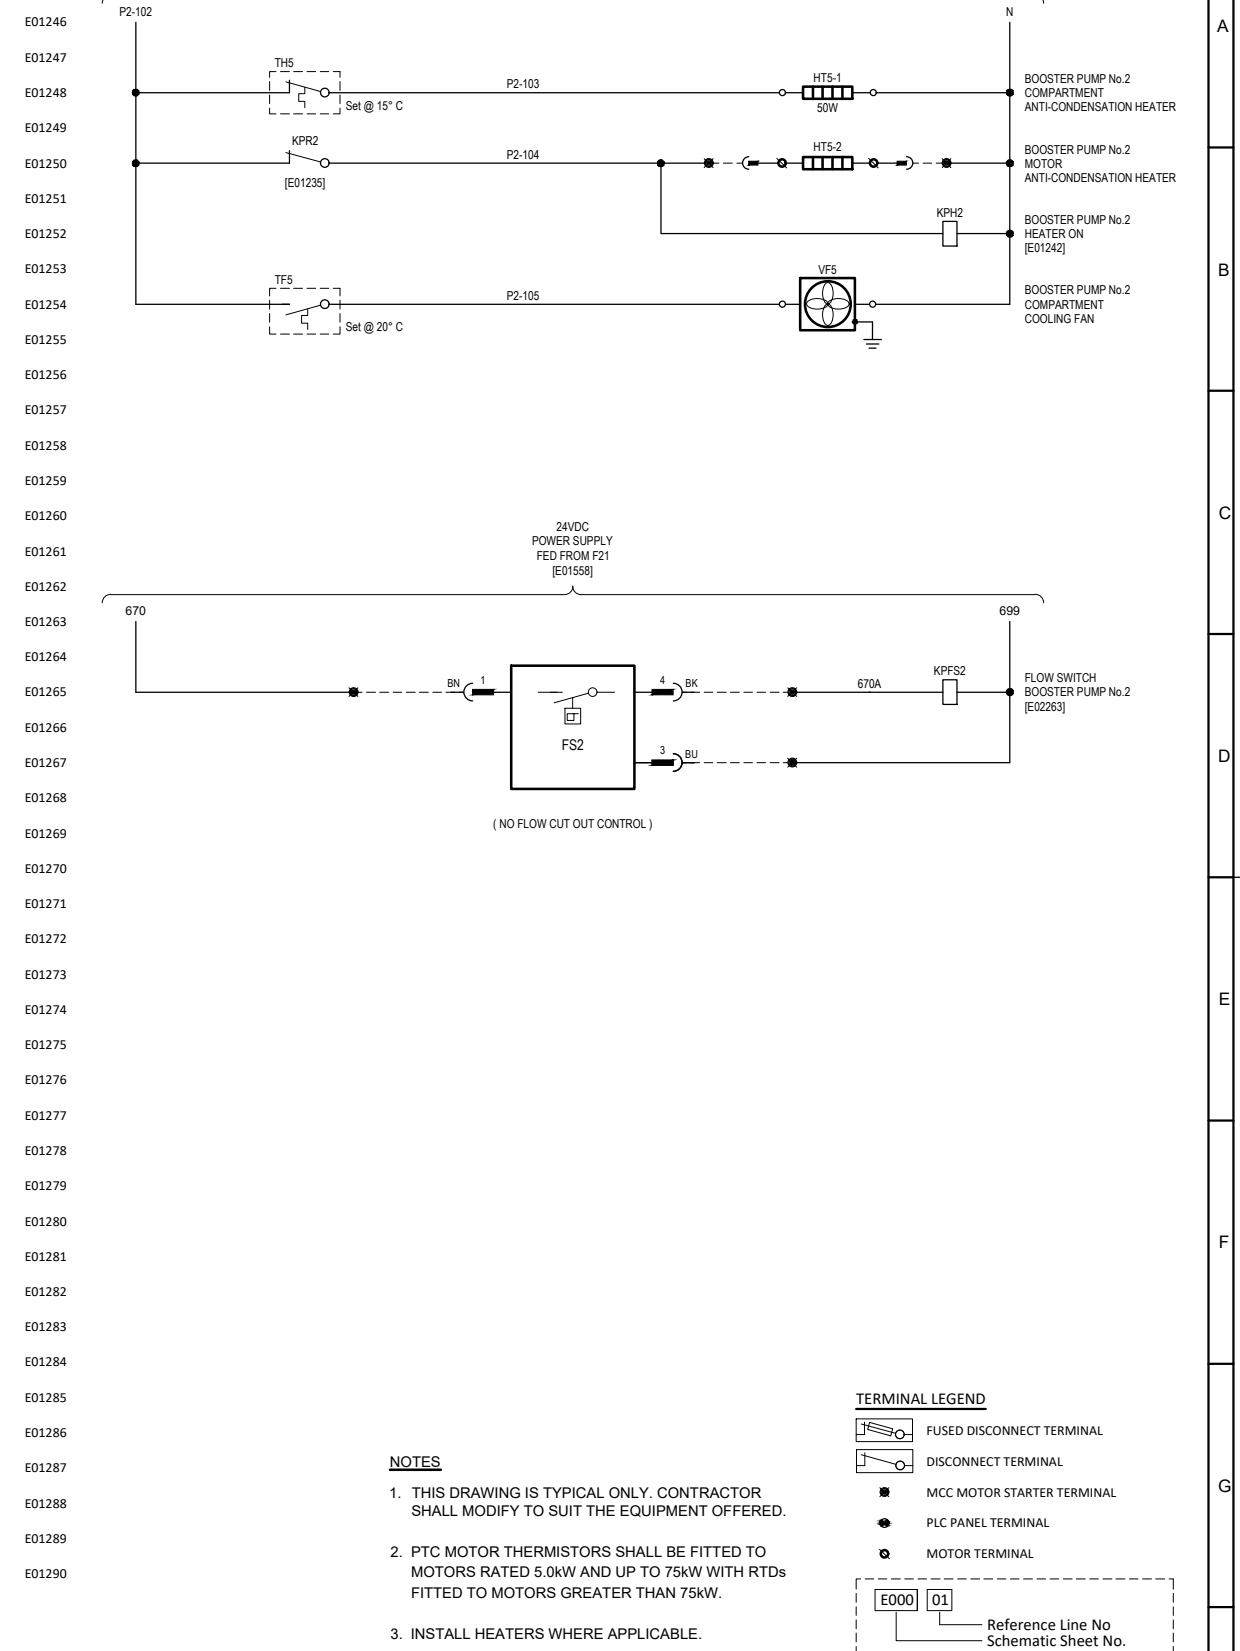 E01246
P2-102
N
A
E01247
TH5
E01248
P2-103
HT5-1
50W
Set @ 15° C
BOOSTER PUMP No.2
COMPARTMENT
ANTI-CONDENSATION HEATER
E01249
KPR2
E01250
P2-104
HT5-2
[E01235]
BOOSTER PUMP No.2
MOTOR
ANTI-CONDENSATION HEATER
E01251
KPH2
E01252
BOOSTER PUMP No.2
HEATER ON
[E01242]
E01253
B
TF5
VF5
E01254
P2-105
Set @ 20° C
BOOSTER PUMP No.2
COMPARTMENT
COOLING FAN
E01255
E01256
E01257
E01258
E01259
E01260
C
24VDC
POWER SUPPLY
FED FROM F21
[E01558]
E01261
E01262
670
699
E01263
E01264
E01265
BN
1
4
BK
670A
KPFS2
FLOW SWITCH
BOOSTER PUMP No.2
[E02263]
E01266
FS2
3
BU
D
E01267
E01268
( NO FLOW CUT OUT CONTROL )
E01269
E01270
E01271
E01272
E01273
E01274
E
E01275
E01276
E01277
E01278
E01279
E01280
E01281
F
E01282
E01283
E01284
E01285
E01286
E01287
E01288
G
E01289
E01290
NOTES
1. THIS DRAWING IS TYPICAL ONLY. CONTRACTOR
SHALL MODIFY TO SUIT THE EQUIPMENT OFFERED.
2. PTC MOTOR THERMISTORS SHALL BE FITTED TO
MOTORS RATED 5.0kW AND UP TO 75kW WITH RTDs
FITTED TO MOTORS GREATER THAN 75kW.
3. INSTALL HEATERS WHERE APPLICABLE.
TERMINAL LEGEND
FUSED DISCONNECT TERMINAL
DISCONNECT TERMINAL
MCC MOTOR STARTER TERMINAL
PLC PANEL TERMINAL
MOTOR TERMINAL
E000 01
Reference Line No
Schematic Sheet No.